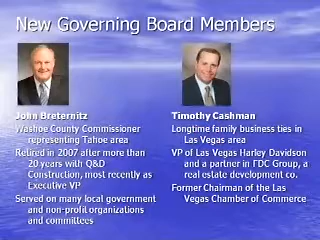 New Governing Board Members
John Breternitz
Washoe County Commissioner
representing Tahoe area
Retired in 2007 after more than
20 years with Q&D
Construction, most recently as
Executive VP
Served on many local government
and non-profit organizations
and committees
Timothy Cashman
Longtime family business ties in
Las Vegas area
VP of Las Vegas Harley Davidson
and a partner in FDC Group, a
real estate development co.
Former Chairman of the Las
Vegas Chamber of Commerce